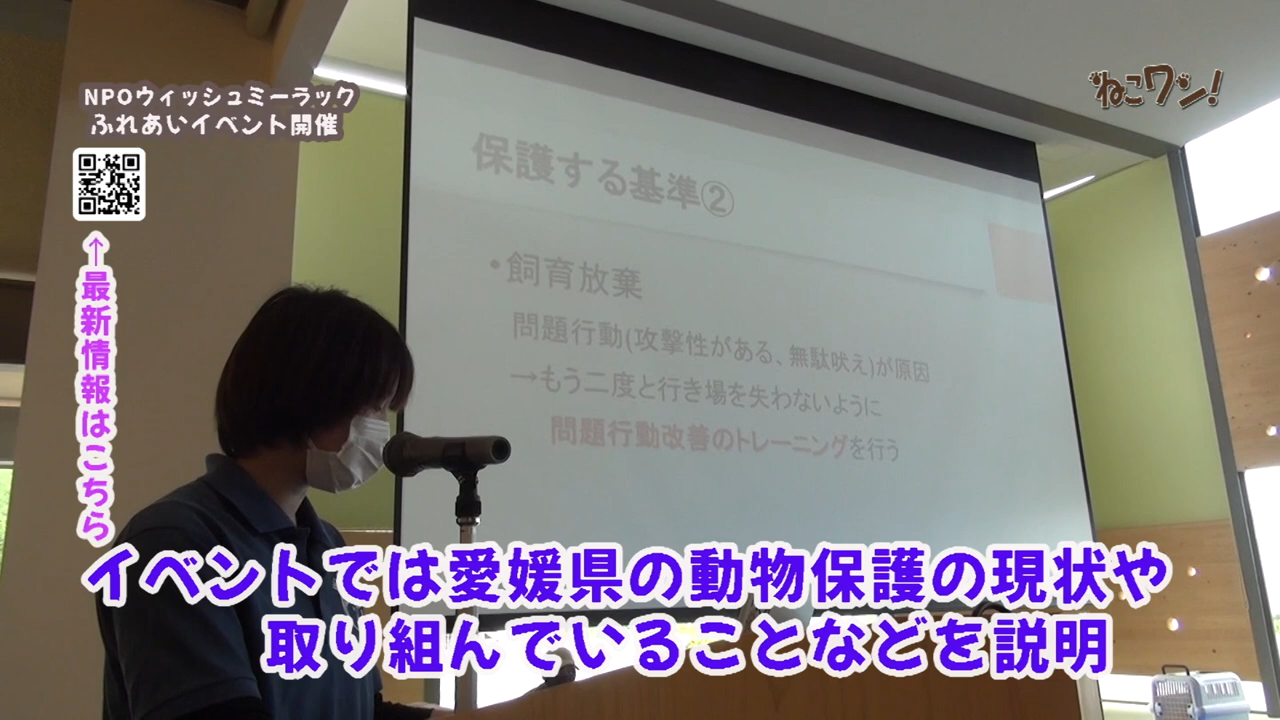 NPOウィッシュミーラック
ふれあいイベント開催
ねこワン!
↑最新情報はこちら
保護する基準②
・飼育放棄
問題行動(攻撃性がある、無駄吠え)が原因
→もう二度と行き場を失わないように
問題行動改善のトレーニングを行う
イベントでは愛媛県の動物保護の現状や
取り組んでいることなどを説明